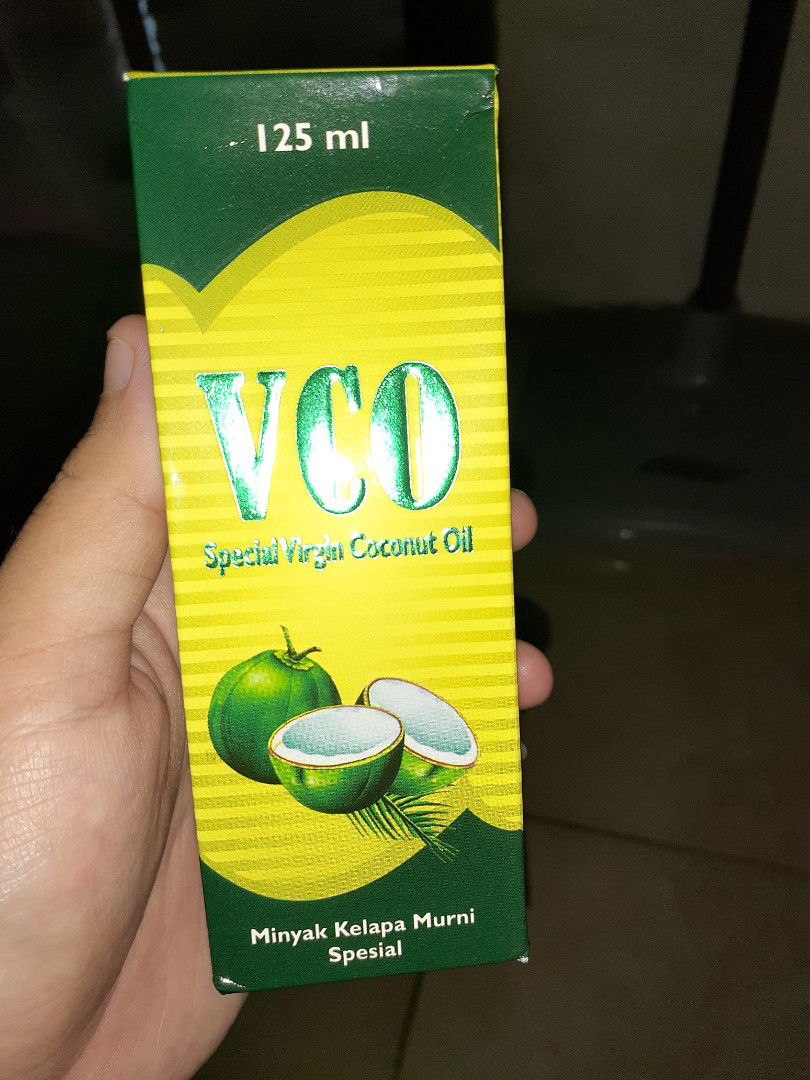 125 ml
VCO
Special Virgin Coconut Oil
Minyak Kelapa Murni
Spesial